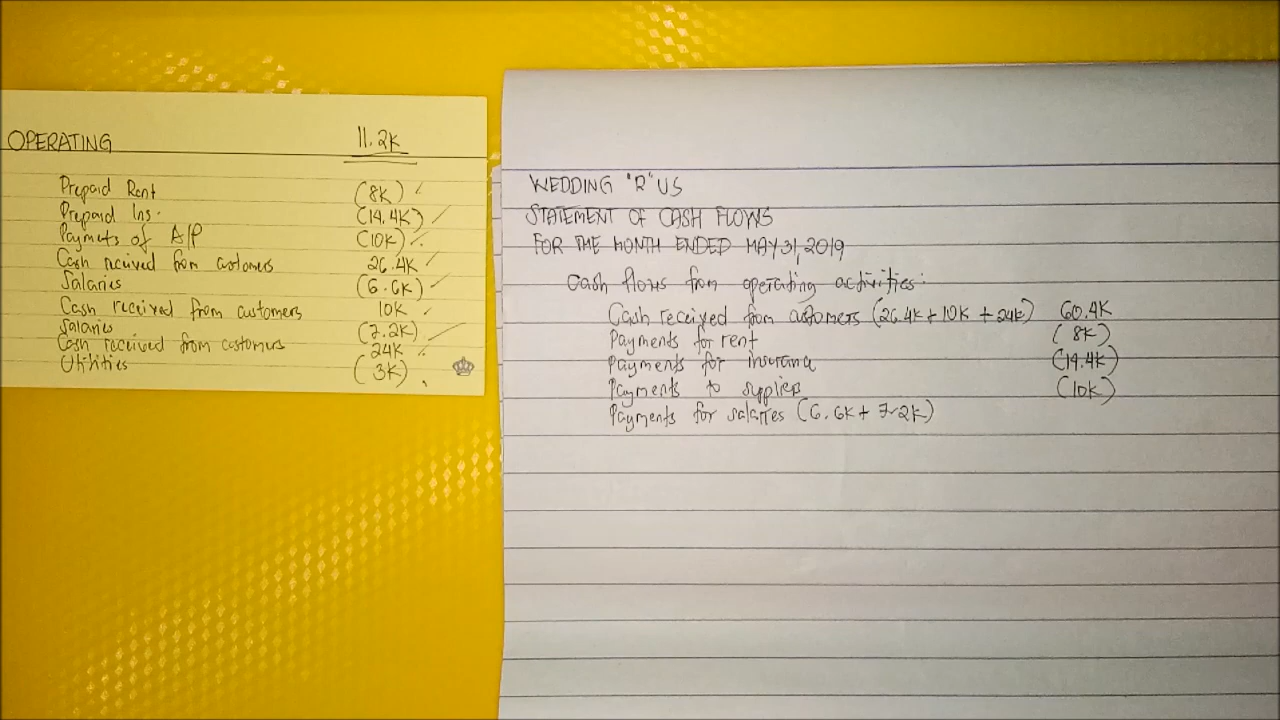 OPERATING 11.2K
Prepaid Rent (8K)
Prepaid Ins. (14.4K)
Paymets of A/P (10K)
Cash received from customers 26.4K
Salaries (6.6K)
Cash received from customers 10K
Salaries (7.2K)
Cash received from customers 24K
Utilities (3K)
WEDDING "R" US
STATEMENT OF CASH FLOWS
FOR THE MONTH ENDED MAY 31, 2019
Cash flows from operating activities:
Cash received from customers (26.4K + 10K + 24K) 60.4K
Payments for rent (8K)
Payments for insurance (14.4K)
Payments to suppliers (10K)
Payments for salaries (6.6K + 7.2K)